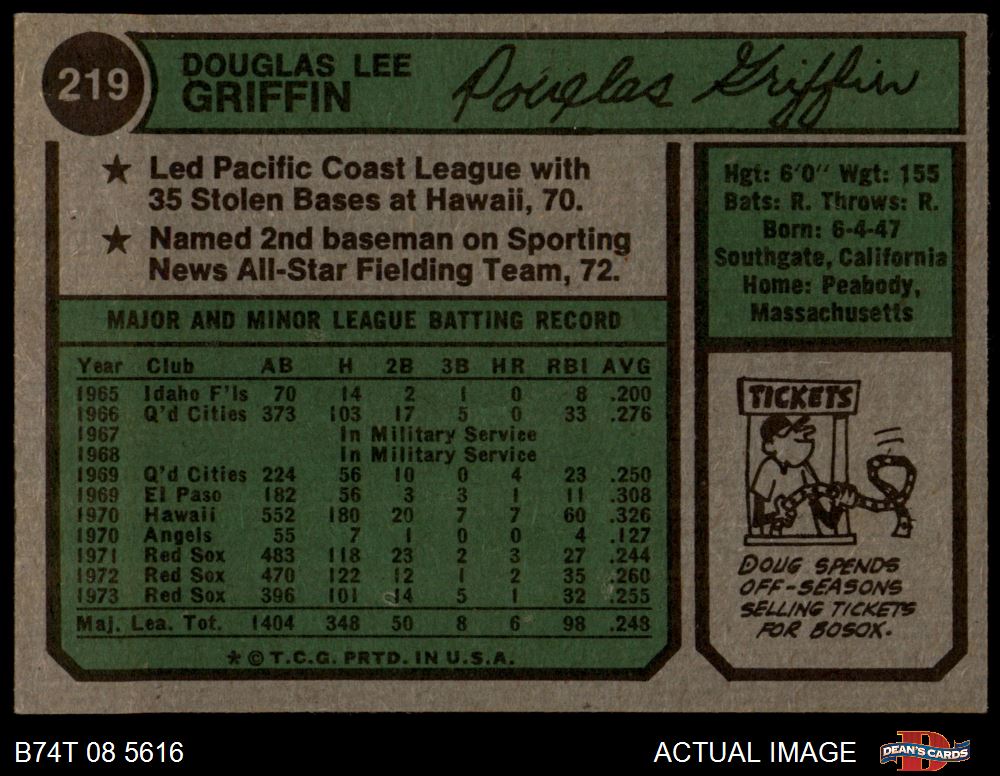 219
DOUGLAS LEE
GRIFFIN
Douglas Griffin
★ Led Pacific Coast League with
35 Stolen Bases at Hawaii, 70.
★ Named 2nd baseman on Sporting
News All-Star Fielding Team, 72.
Hgt: 6'0" Wgt: 155
Bats: R. Throws: R.
Born: 6-4-47
Southgate, California
Home: Peabody,
Massachusetts
MAJOR AND MINOR LEAGUE BATTING RECORD
Year Club AB H 2B 3B HR RBI AVG
1965 Idaho F'ls 70 14 2 1 0 8 .200
1966 Q'd Cities 373 103 17 5 0 33 .276
1967 In Military Service
1968 In Military Service
1969 Q'd Cities 224 56 10 0 4 23 .250
1969 El Paso 182 56 3 3 1 11 .308
1970 Hawaii 552 180 20 7 7 60 .326
1970 Angels 55 7 1 0 0 4 .127
1971 Red Sox 483 118 23 2 3 27 .244
1972 Red Sox 470 122 12 1 2 35 .260
1973 Red Sox 396 101 14 5 1 32 .255
Maj. Lea. Tot. 1404 348 50 8 6 98 .248
* © T.C.G. PRTD. IN U.S.A.
TICKETS
DOUG SPENDS
OFF-SEASONS
SELLING TICKETS
FOR BOSOX.
B74T 08 5616
ACTUAL IMAGE
D
DEAN'S CARDS